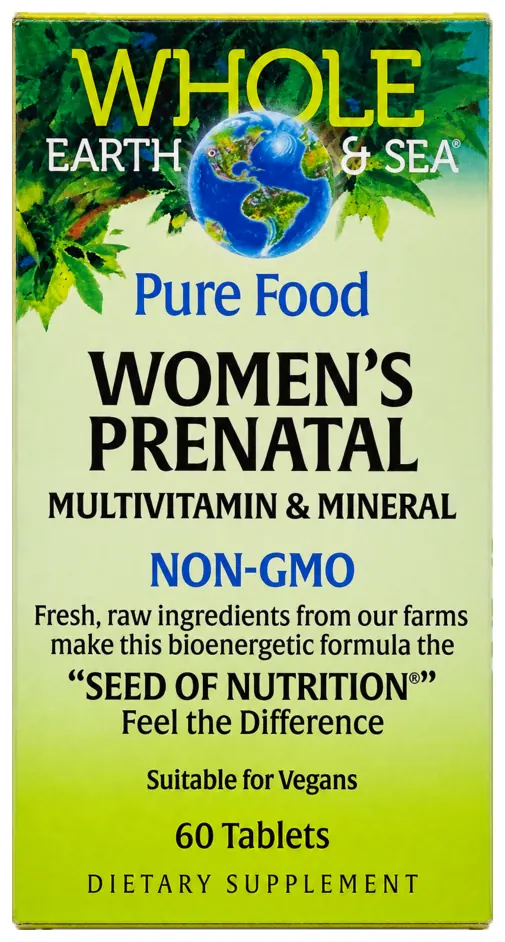 WHOLE
EARTH & SEA®
Pure Food
WOMEN'S
PRENATAL
MULTIVITAMIN & MINERAL
NON-GMO
Fresh, raw ingredients from our farms
make this bioenergetic formula the
“SEED OF NUTRITION®”
Feel the Difference
Suitable for Vegans
60 Tablets
DIETARY SUPPLEMENT